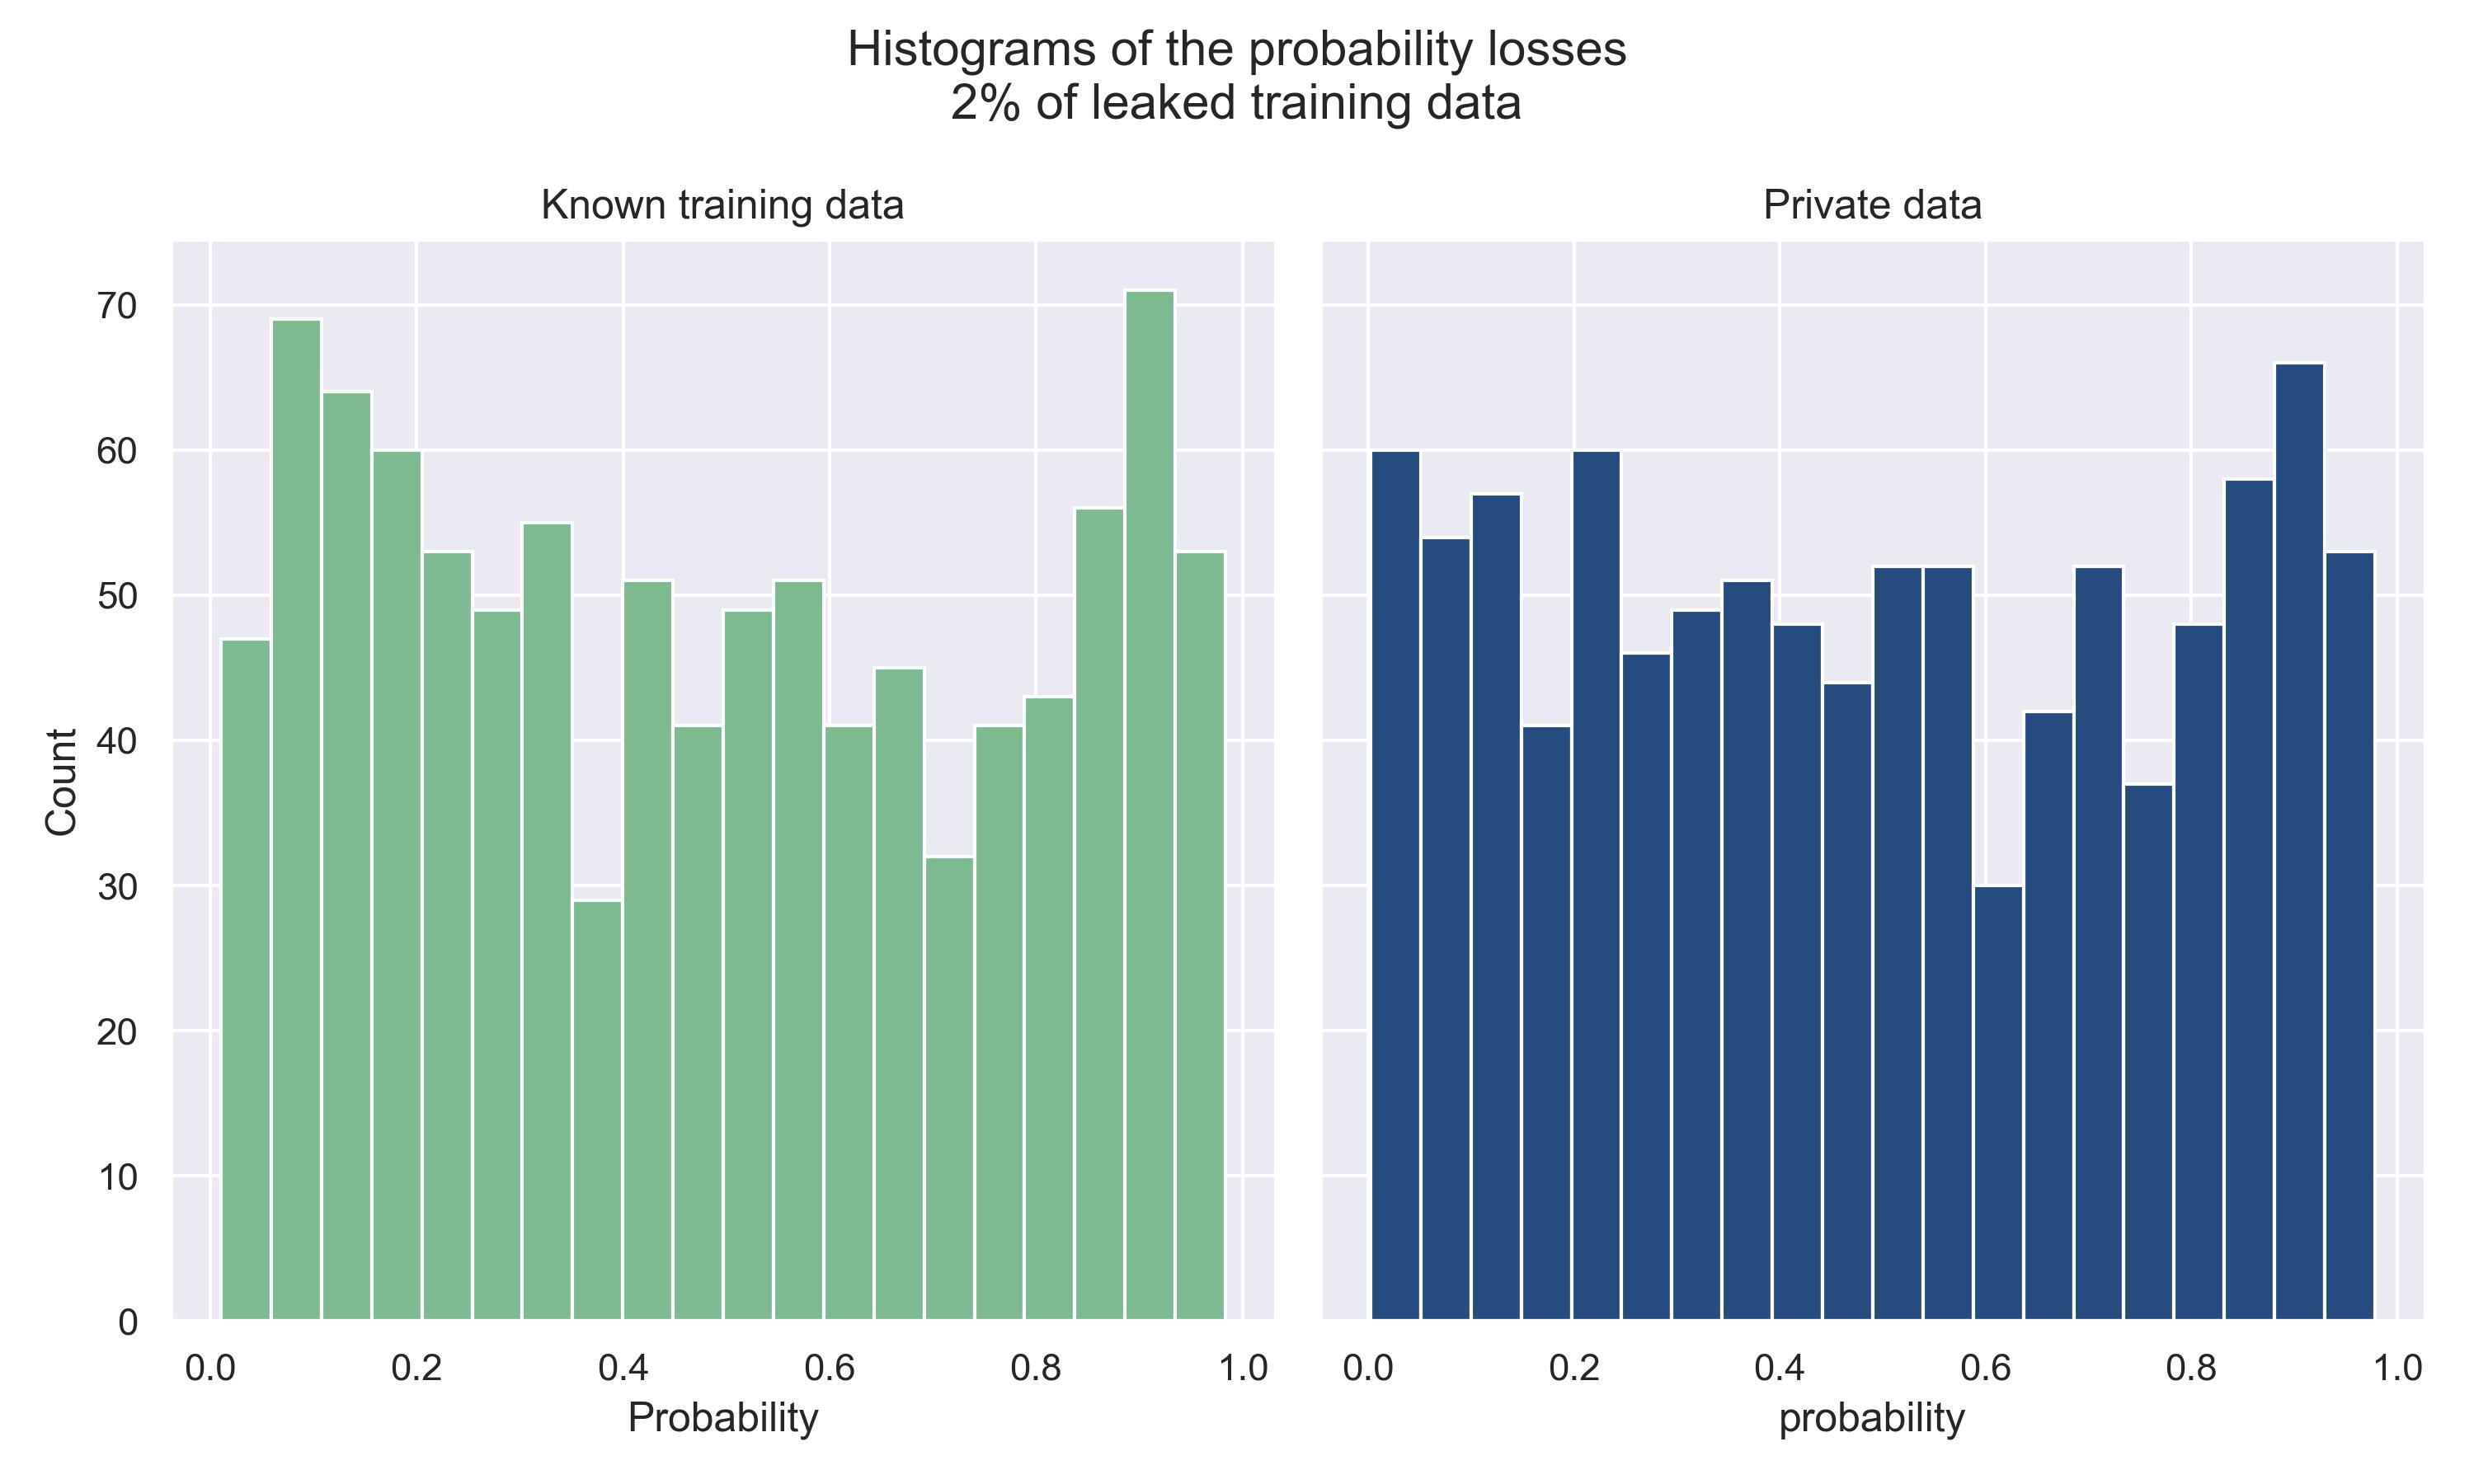 Histograms of the probability losses
2% of leaked training data
Known training data
Private data
70
60
50
40
30
20
10
0
Count
0.0 0.2 0.4 0.6 0.8 1.0
Probability
0.0 0.2 0.4 0.6 0.8 1.0
probability